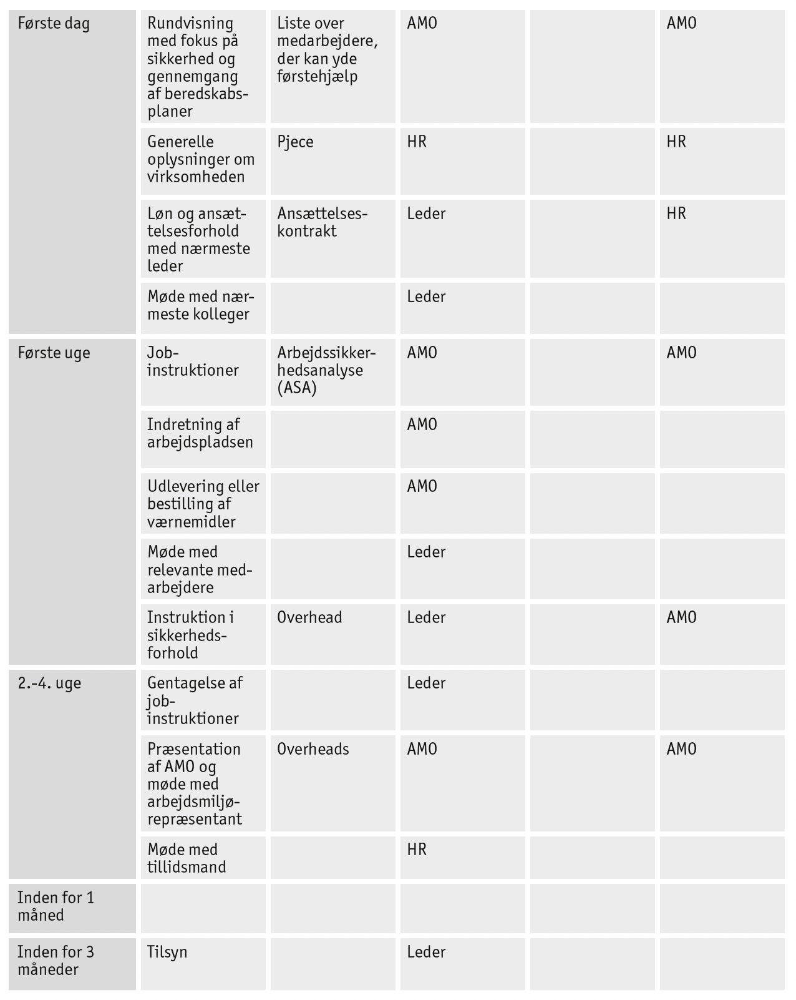 Første dag
Rundvisning
med fokus på
sikkerhed og
gennemgang
af beredskabs-
planer
Liste over
medarbejdere,
der kan yde
førstehjælp
AMO
AMO
Generelle
oplysninger om
virksomheden
Pjece
HR
HR
Løn og ansæt-
telsesforhold
med nærmeste
leder
Ansættelses-
kontrakt
Leder
HR
Møde med nær-
meste kolleger
Leder
Første uge
Job-
instruktioner
Arbejdssikker-
hedsanalyse
(ASA)
AMO
AMO
Indretning af
arbejdspladsen
AMO
Udlevering eller
bestilling af
værnemidler
AMO
Møde med
relevante med-
arbejdere
Leder
Instruktion i
sikkerheds-
forhold
Overhead
Leder
AMO
2.-4. uge
Gentagelse af
job-
instruktioner
Leder
Præsentation
af AMO og
møde med
arbejdsmiljø-
repræsentant
Overheads
AMO
AMO
Møde med
tillidsmand
HR
Inden for 1
måned
Inden for 3
måneder
Tilsyn
Leder